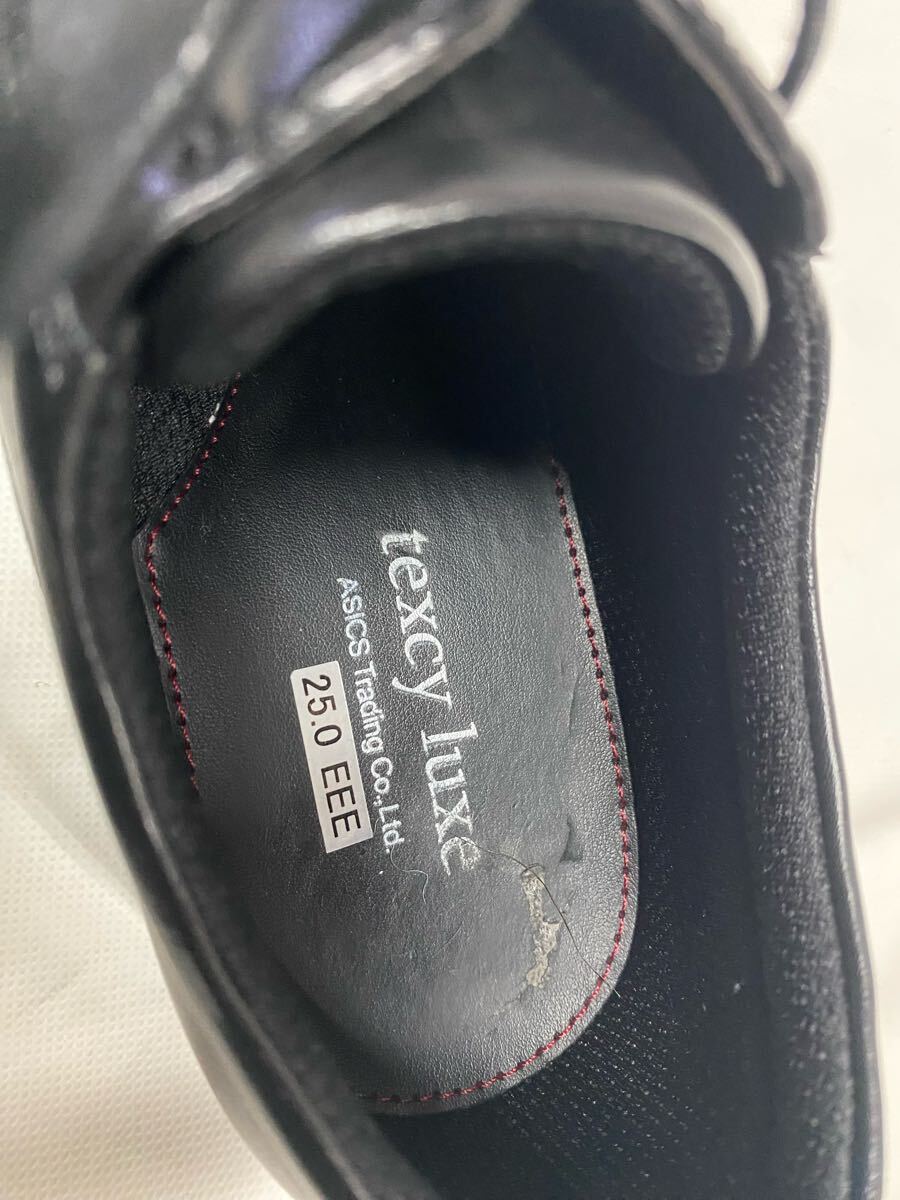 texcy luxe
ASICS Trading Co.,Ltd.
25.0 EEE